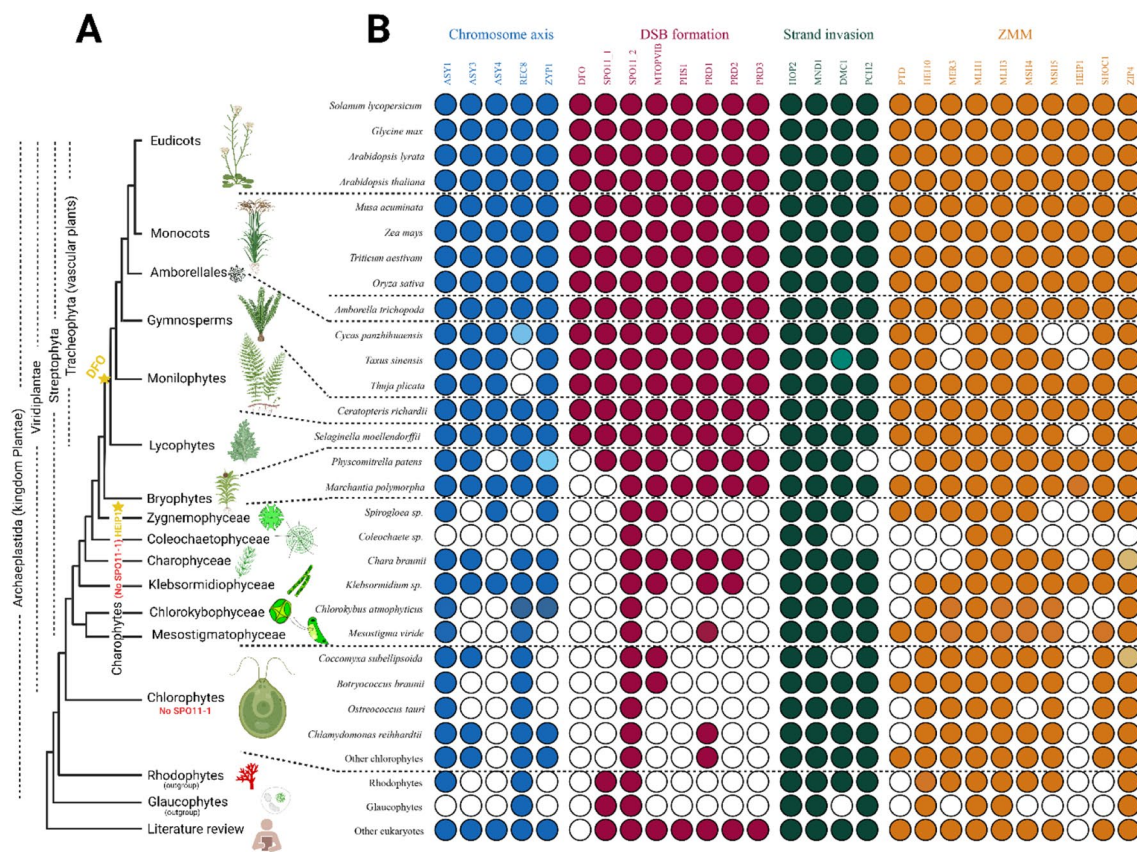 A
B
Chromosome axis
DSB formation
Strand invasion
ZMM
ASY1
ASY3
ASY4
REC8
ZYP1
DFO
SPO11_1
SPO11_2
MTOPVIB
PHS1
PRD1
PRD2
PRD3
HOP2
MND1
DMC1
PCH2
PTD
HEI10
MER3
MLH1
MLH3
MSH4
MSH5
HEIP1
SHOC1
ZIP4
Archaeplastida (kingdom Plantae)
Viridiplantae
Streptophyta
Tracheophyta (vascular plants)
Eudicots
Monocots
Amborellales
Gymnosperms
Monilophytes
Lycophytes
Bryophytes
Zygnemophyceae
Coleochaetophyceae
Charophyceae
Klebsormidiophyceae
Chlorokybophyceae
Mesostigmatophyceae
Chlorophytes
No SPO11-1
Rhodophytes
(outgroup)
Glaucophytes
(outgroup)
Literature review
DFO
HEIP1
Charophytes (No SPO11-1)
Solanum lycopersicum
Glycine max
Arabidopsis lyrata
Arabidopsis thaliana
Musa acuminata
Zea mays
Triticum aestivam
Oryza sativa
Amborella trichopoda
Cycas panzhihuaensis
Taxus sinensis
Thuja plicata
Ceratopteris richardii
Selaginella moellendorffii
Physcomitrella patens
Marchantia polymorpha
Spirogloea sp.
Coleochaete sp.
Chara braunii
Klebsormidium sp.
Chlorokybus atmophyticus
Mesostigma viride
Coccomyxa subellipsoida
Botryococcus braunii
Ostreococcus tauri
Chlamydomonas reihhardtii
Other chlorophytes
Rhodophytes
Glaucophytes
Other eukaryotes